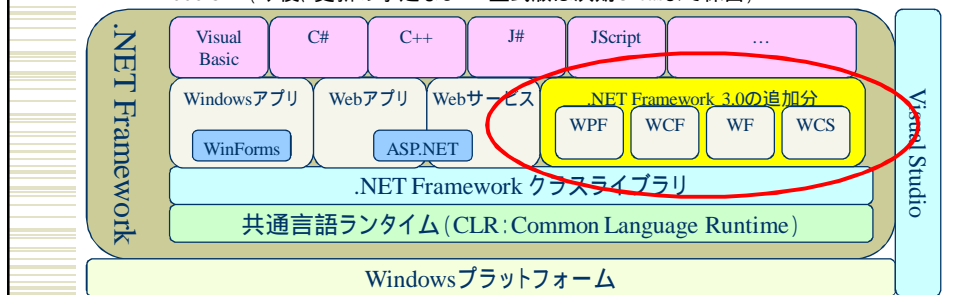 .NET Framework
Visual Basic
C#
C++
J#
JScript
…
Windowsアプリ
Webアプリ
Webサービス
.NET Framework 3.0の追加分
WinForms
ASP.NET
WPF
WCF
WF
WCS
.NET Framework クラスライブラリ
共通言語ランタイム(CLR:Common Language Runtime)
Windowsプラットフォーム
Visual Studio